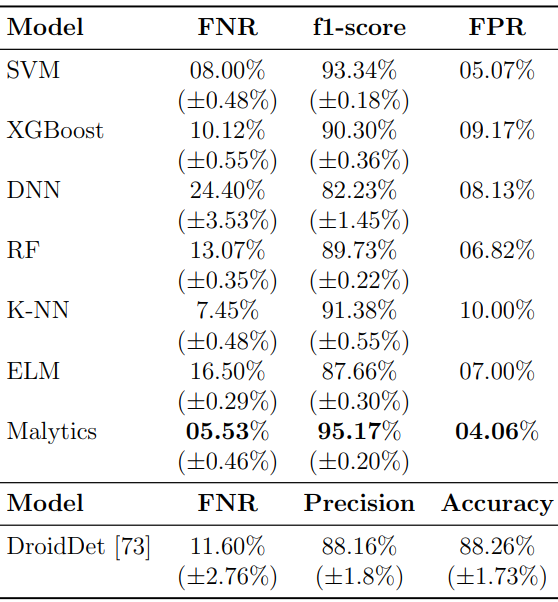 Model FNR f1-score FPR
SVM 08.00% 93.34% 05.07%
(±0.48%) (±0.18%)
XGBoost 10.12% 90.30% 09.17%
(±0.55%) (±0.36%)
DNN 24.40% 82.23% 08.13%
(±3.53%) (±1.45%)
RF 13.07% 89.73% 06.82%
(±0.35%) (±0.22%)
K-NN 7.45% 91.38% 10.00%
(±0.48%) (±0.55%)
ELM 16.50% 87.66% 07.00%
(±0.29%) (±0.30%)
Malytics 05.53% 95.17% 04.06%
(±0.46%) (±0.20%)
Model FNR Precision Accuracy
DroidDet [73] 11.60% 88.16% 88.26%
(±2.76%) (±1.8%) (±1.73%)